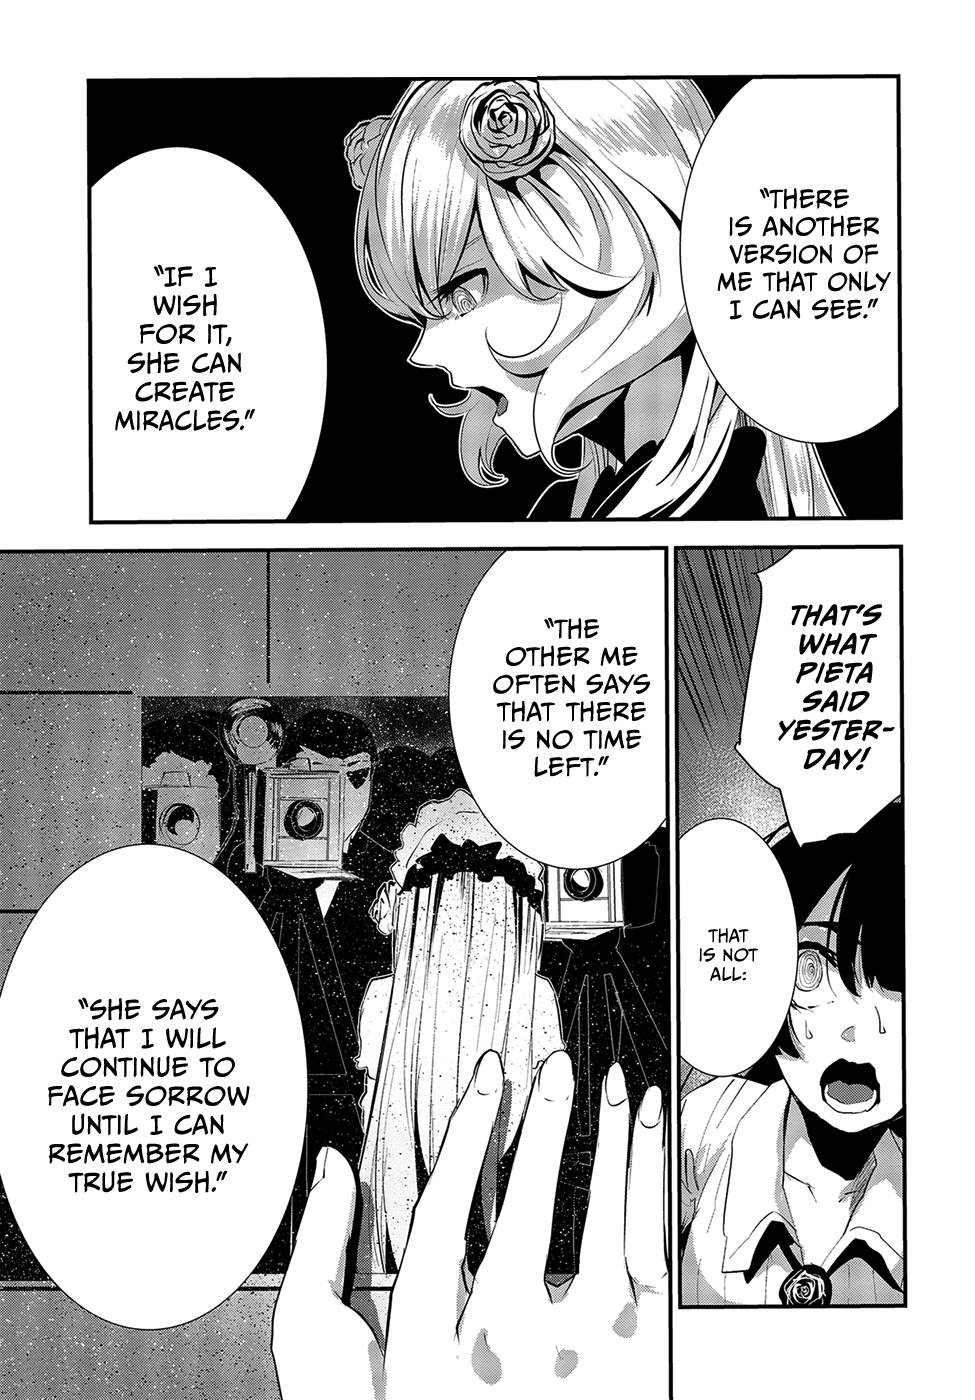 "THERE
IS ANOTHER
VERSION OF
ME THAT ONLY
I CAN SEE."
"IF I
WISH
FOR IT,
SHE CAN
CREATE
MIRACLES."
THAT'S
WHAT
PIETA
SAID
YESTER-
DAY!
THAT
IS NOT
ALL:
"THE
OTHER ME
OFTEN SAYS
THAT THERE
IS NO TIME
LEFT."
"SHE SAYS
THAT I WILL
CONTINUE TO
FACE SORROW
UNTIL I CAN
REMEMBER MY
TRUE WISH."